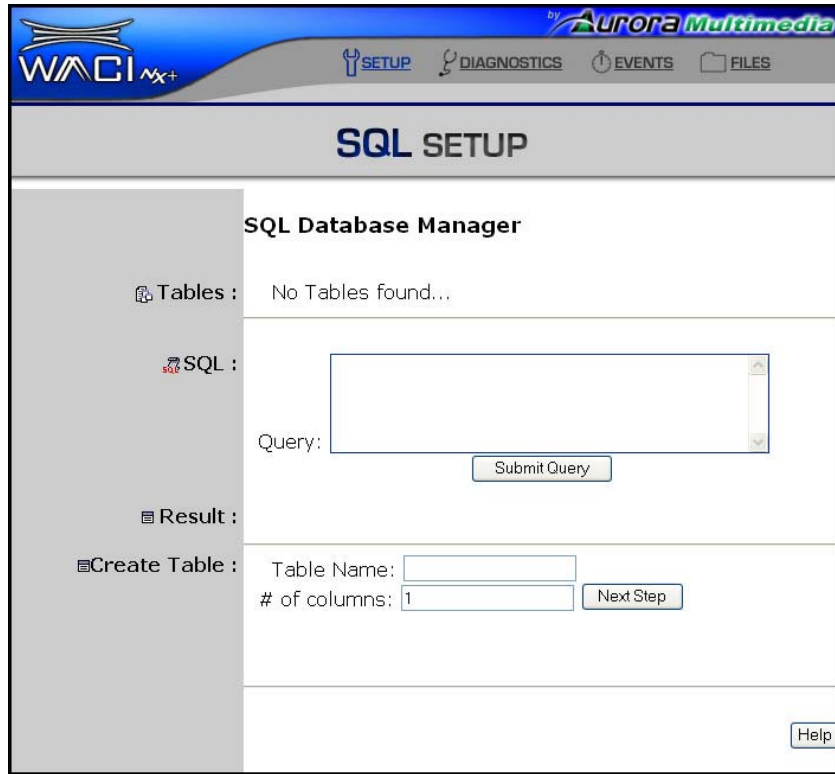 by Aurora Multimedia
WACI NX+
SETUP DIAGNOSTICS EVENTS FILES
SQL SETUP
SQL Database Manager
Tables : No Tables found...
SQL SQL :
Query:
Submit Query
Result :
Create Table : Table Name:
# of columns: 1 Next Step
Help